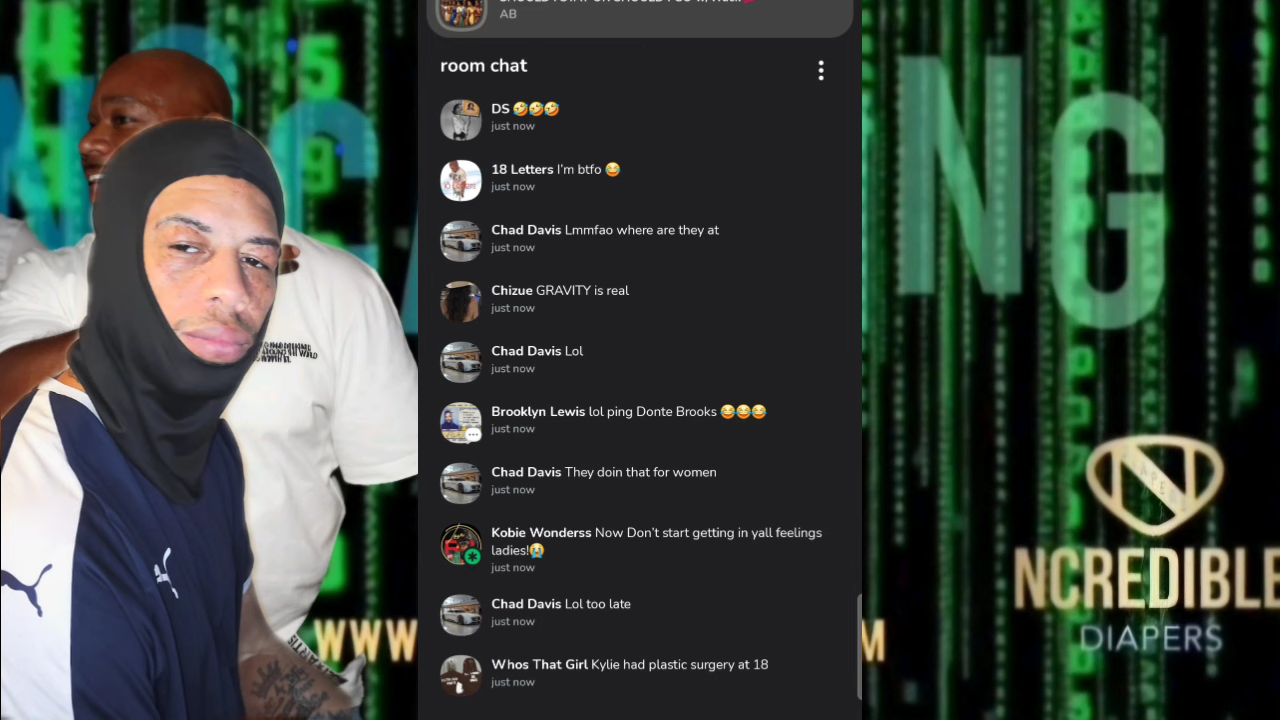 AB
room chat
DS 🤣🤣🤣
just now
18 Letters I'm btfo 😂
just now
Chad Davis Lmmfao where are they at
just now
Chizue GRAVITY is real
just now
Chad Davis Lol
just now
Brooklyn Lewis lol ping Donte Brooks 😂😂😂
just now
Chad Davis They doin that for women
just now
Kobie Wonderss Now Don't start getting in yall feelings
ladies!😭
just now
Chad Davis Lol too late
just now
Whos That Girl Kylie had plastic surgery at 18
just now
NG
WWW
M
NCREDIBLE
DIAPERS